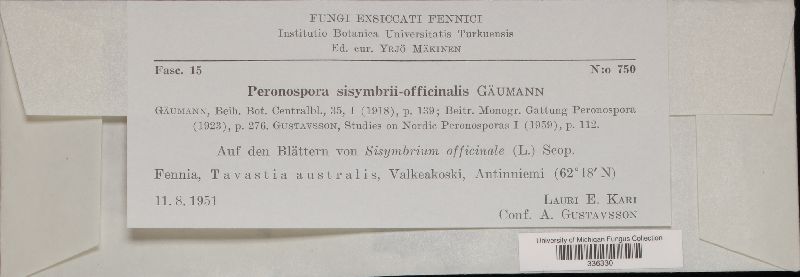 FUNGI EXSICCATI FENNICI
Institutio Botanica Universitatis Turkuensis
Ed. cur. YRJÖ MÄKINEN
Fasc. 15 N:o 750
Peronospora sisymbrii-officinalis GÄUMANN
GÄUMANN, Beih. Bot. Centralbl., 35, 1 (1918), p. 139; Beitr. Monogr. Gattung Peronospora
(1923), p. 276. GUSTAVSSON, Studies on Nordic Peronosporas I (1959), p. 112.
Auf den Blättern von Sisymbrium officinale (L.) Scop.
Fennia, Tavastia australis, Valkeakoski, Antinniemi (62°18' N)
11. 8. 1951 LAURI E. KARI
Conf. A. GUSTAVSSON
University of Michigan Fungus Collection
336330